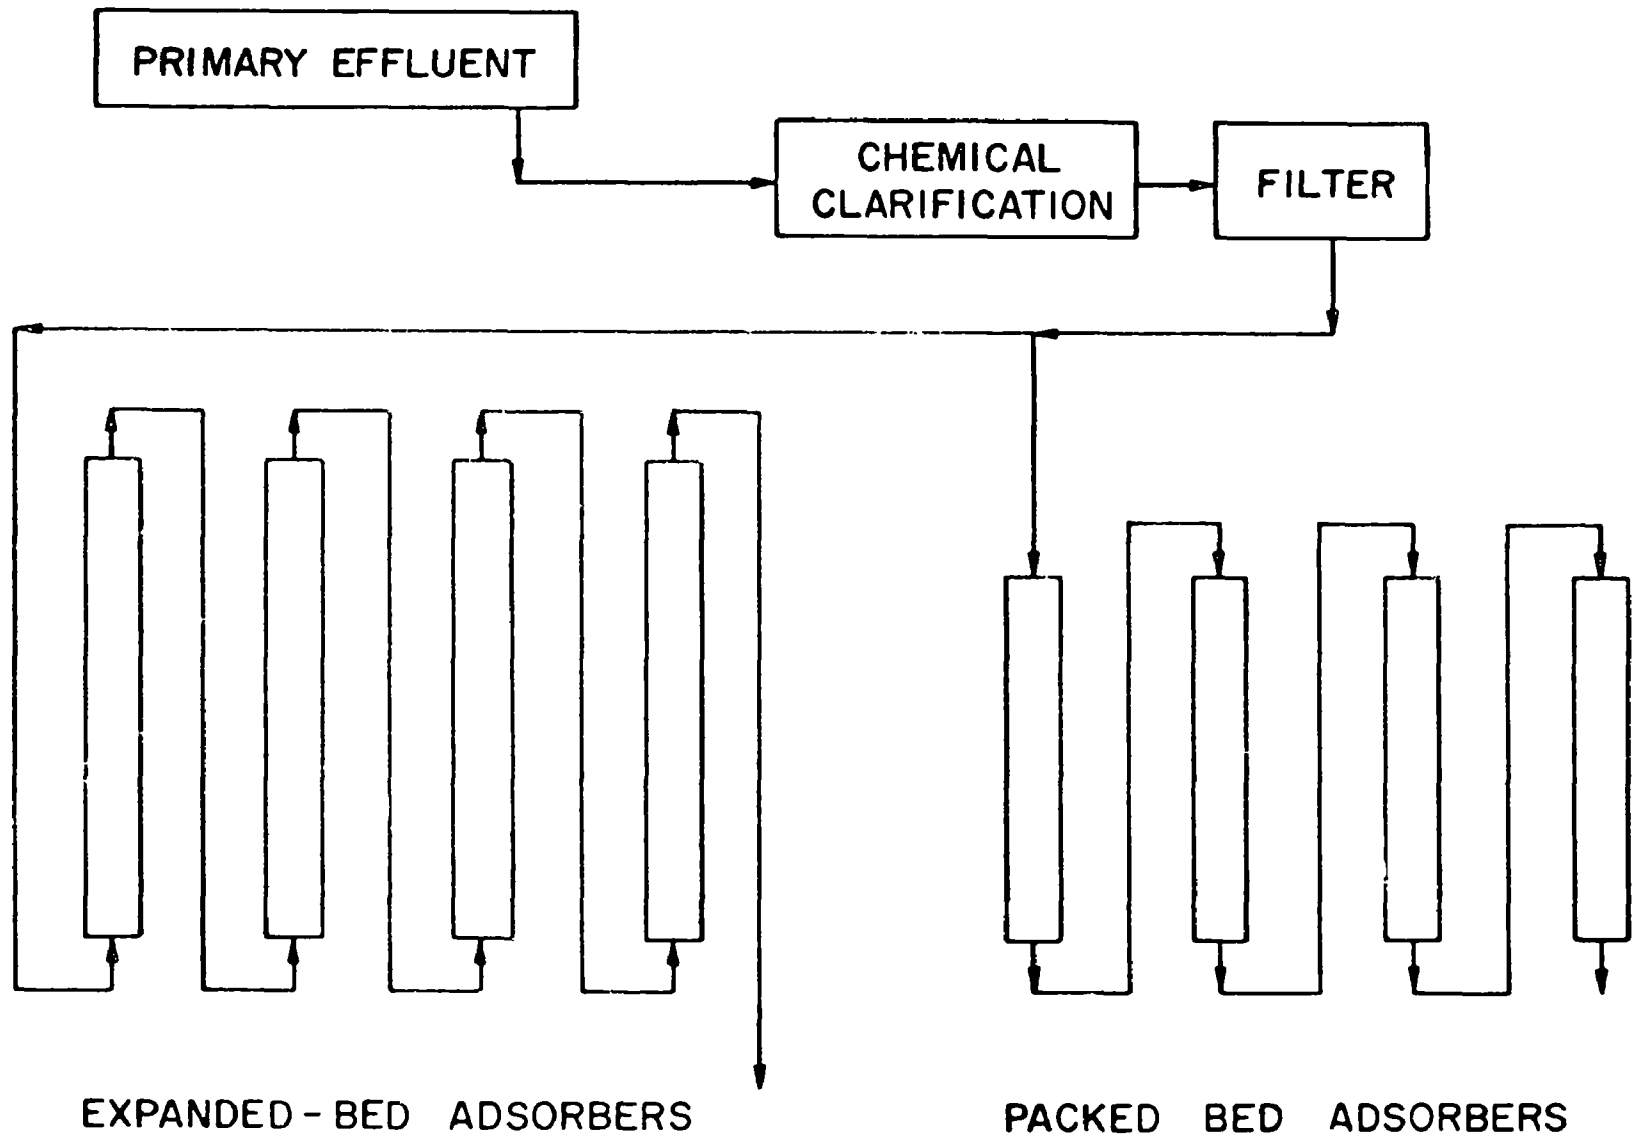 PRIMARY EFFLUENT
CHEMICAL
CLARIFICATION
FILTER
EXPANDED-BED ADSORBERS
PACKED BED ADSORBERS